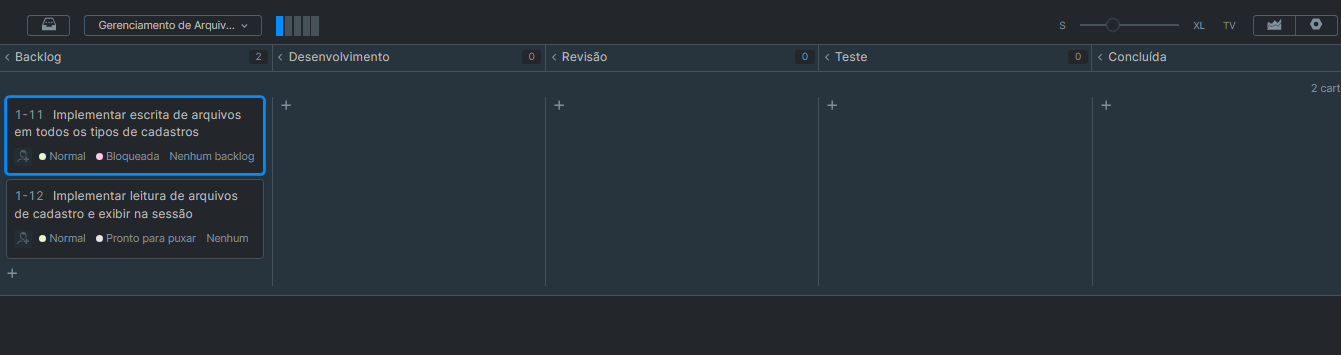 Gerenciamento de Arquiv...
S
XL
TV
Backlog
2
Desenvolvimento
0
Revisão
0
Teste
0
Concluída
2 cart
1-11 Implementar escrita de arquivos
em todos os tipos de cadastros
Normal Bloqueada Nenhum backlog
1-12 Implementar leitura de arquivos
de cadastro e exibir na sessão
Normal Pronto para puxar Nenhum